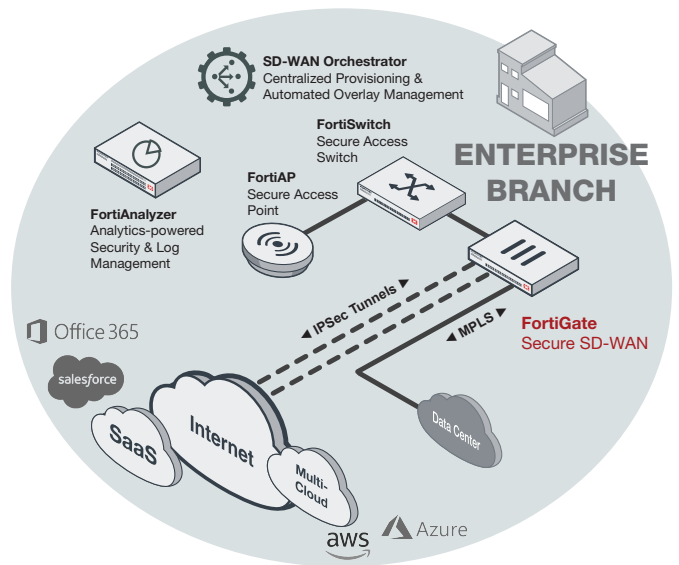 SD-WAN Orchestrator
Centralized Provisioning &
Automated Overlay Management
ENTERPRISE
BRANCH
FortiSwitch
Secure Access
Switch
FortiAP
Secure Access
Point
FortiAnalyzer
Analytics-powered
Security & Log
Management
IPSec Tunnels
MPLS
FortiGate
Secure SD-WAN
Office 365
salesforce
SaaS
Internet
Multi-
Cloud
Data Center
aws
Azure